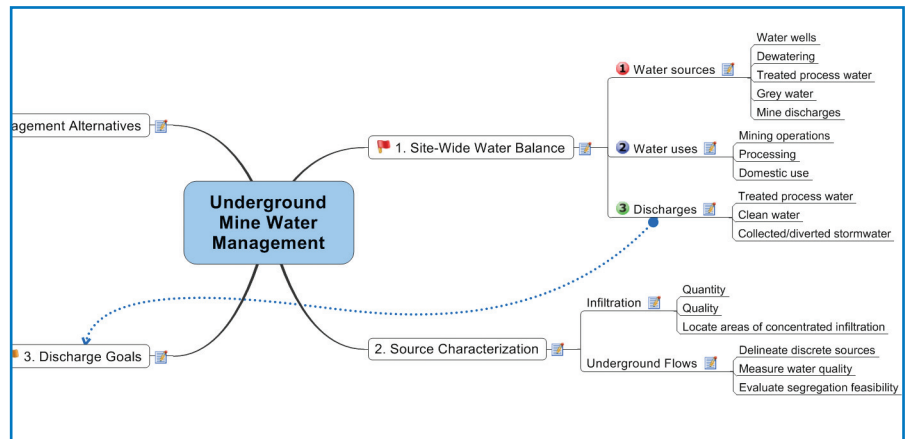 agement Alternatives
Underground
Mine Water
Management
1. Site-Wide Water Balance
1 Water sources
Water wells
Dewatering
Treated process water
Grey water
Mine discharges
2 Water uses
Mining operations
Processing
Domestic use
3 Discharges
Treated process water
Clean water
Collected/diverted stormwater
2. Source Characterization
Infiltration
Quantity
Quality
Locate areas of concentrated infiltration
Underground Flows
Delineate discrete sources
Measure water quality
Evaluate segregation feasibility
3. Discharge Goals